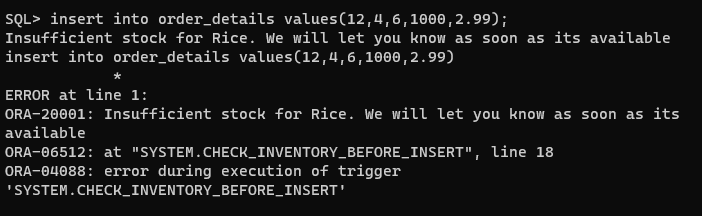 SQL> insert into order_details values(12,4,6,1000,2.99);
Insufficient stock for Rice. We will let you know as soon as its available
insert into order_details values(12,4,6,1000,2.99)
            *
ERROR at line 1:
ORA-20001: Insufficient stock for Rice. We will let you know as soon as its
available
ORA-06512: at "SYSTEM.CHECK_INVENTORY_BEFORE_INSERT", line 18
ORA-04088: error during execution of trigger
'SYSTEM.CHECK_INVENTORY_BEFORE_INSERT'